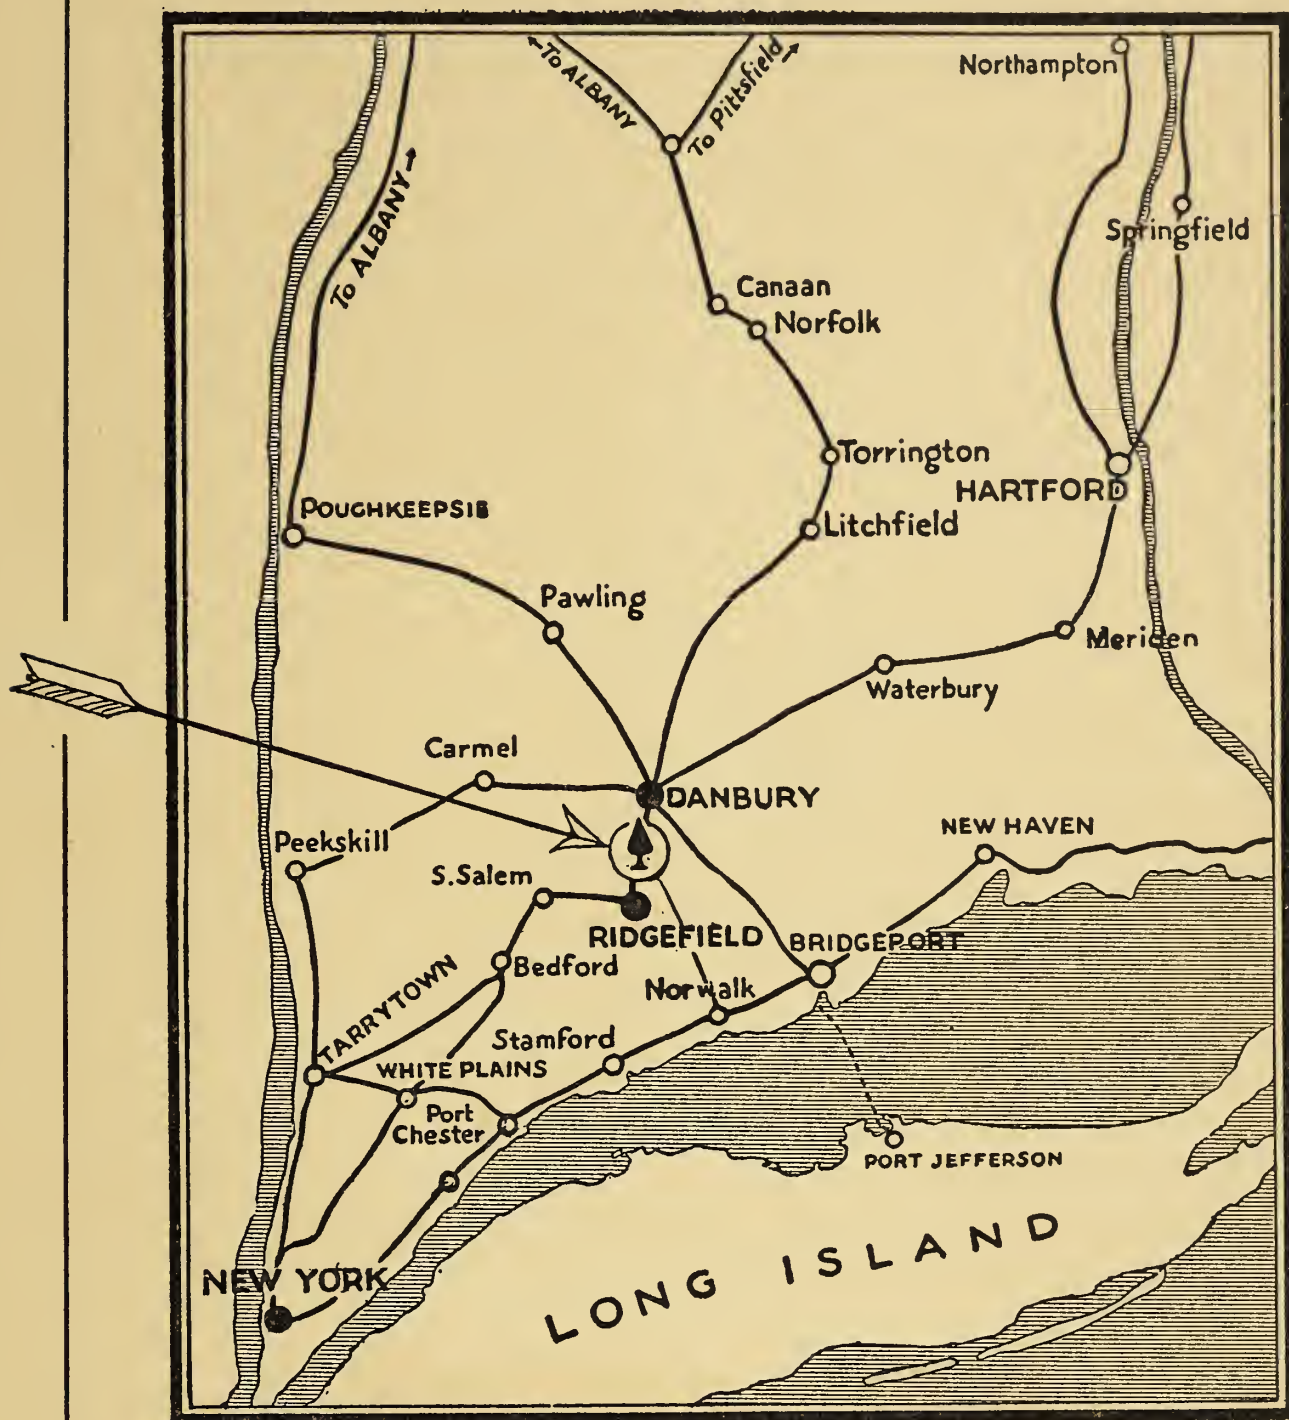 To ALBANY
To Pittsfield
Northampton
To ALBANY
Springfield
Canaan
Norfolk
Torrington
HARTFORD
POUGHKEEPSIE
Litchfield
Pawling
Meriden
Waterbury
Carmel
DANBURY
Peekskill
NEW HAVEN
S.Salem
RIDGEFIELD
BRIDGEPORT
Bedford
TARRYTOWN
Norwalk
Stamford
WHITE PLAINS
Port
Chester
PORT JEFFERSON
LONG ISLAND
NEW YORK